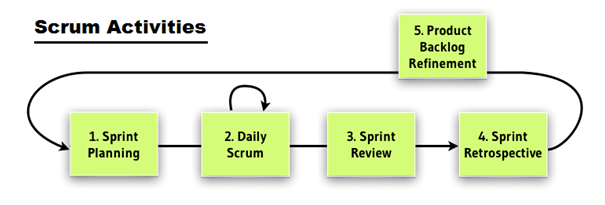 Scrum Activities
5. Product
Backlog
Refinement
1. Sprint
Planning
2. Daily
Scrum
3. Sprint
Review
4. Sprint
Retrospective